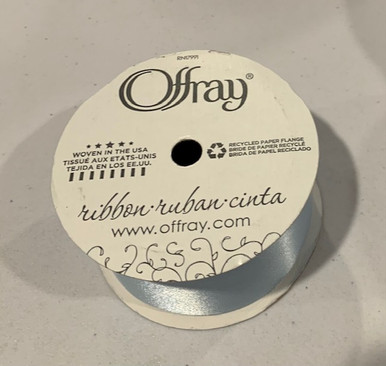 Offray®
WOVEN IN THE USA
TISSUÉ AUX ETATS-UNIS
TEJIDA EN LOS EE.UU.
RECYCLED PAPER FLANGE
BRIDE DE PAPIER RECYCLÉ
BRIDA DE PAPEL RECICLADO
ribbon·ruban·cinta
www.offray.com